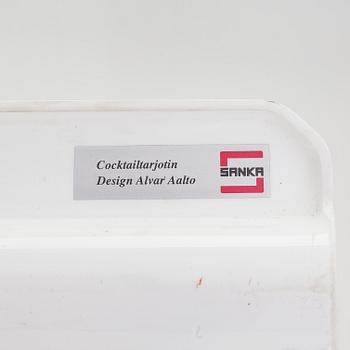 Cocktailtarjotin
Design Alvar Aalto
SANKA